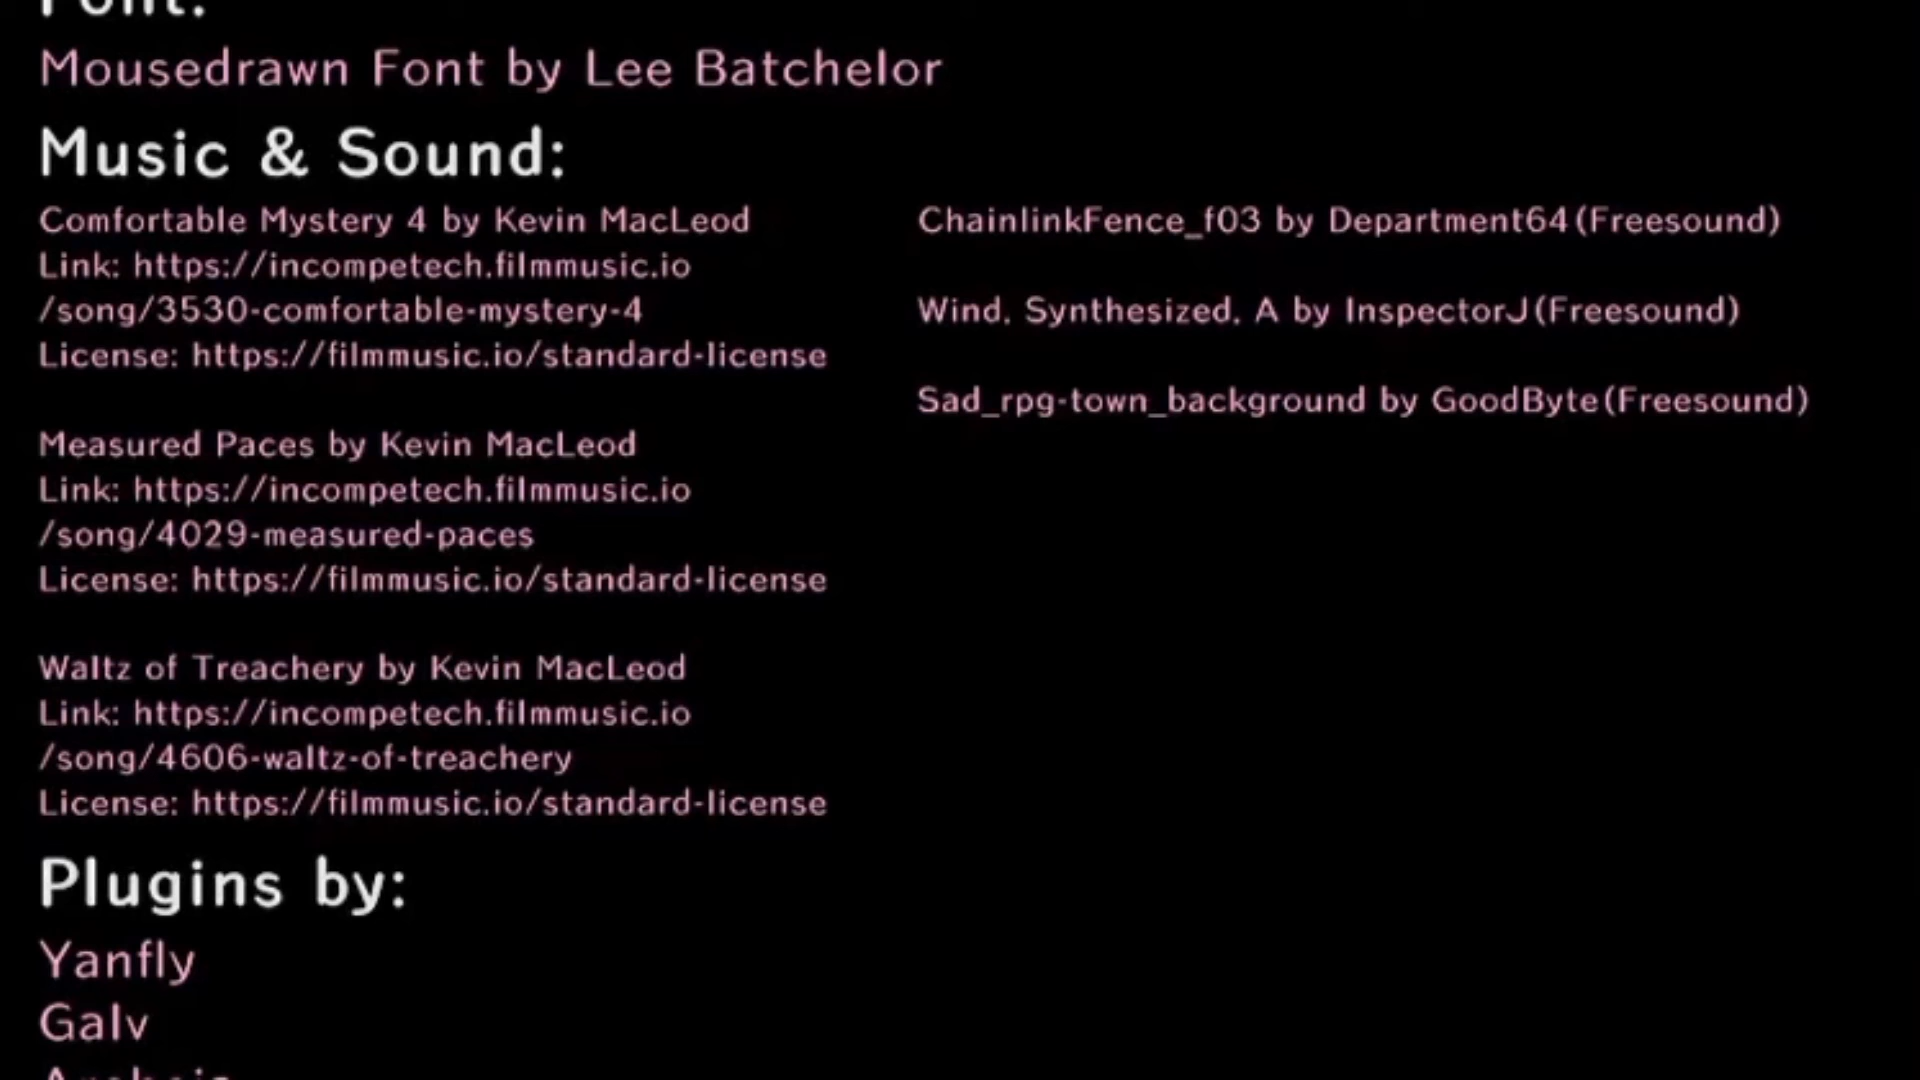 Font:
Mousedrawn Font by Lee Batchelor
Music & Sound:
Comfortable Mystery 4 by Kevin MacLeod
Link: https://incompetech.filmmusic.io
/song/3530-comfortable-mystery-4
License: https://filmmusic.io/standard-license
Measured Paces by Kevin MacLeod
Link: https://incompetech.filmmusic.io
/song/4029-measured-paces
License: https://filmmusic.io/standard-license
Waltz of Treachery by Kevin MacLeod
Link: https://incompetech.filmmusic.io
/song/4606-waltz-of-treachery
License: https://filmmusic.io/standard-license
ChainlinkFence_f03 by Department64(Freesound)
Wind, Synthesized, A by InspectorJ(Freesound)
Sad_rpg-town_background by GoodByte(Freesound)
Plugins by:
Yanfly
Galv